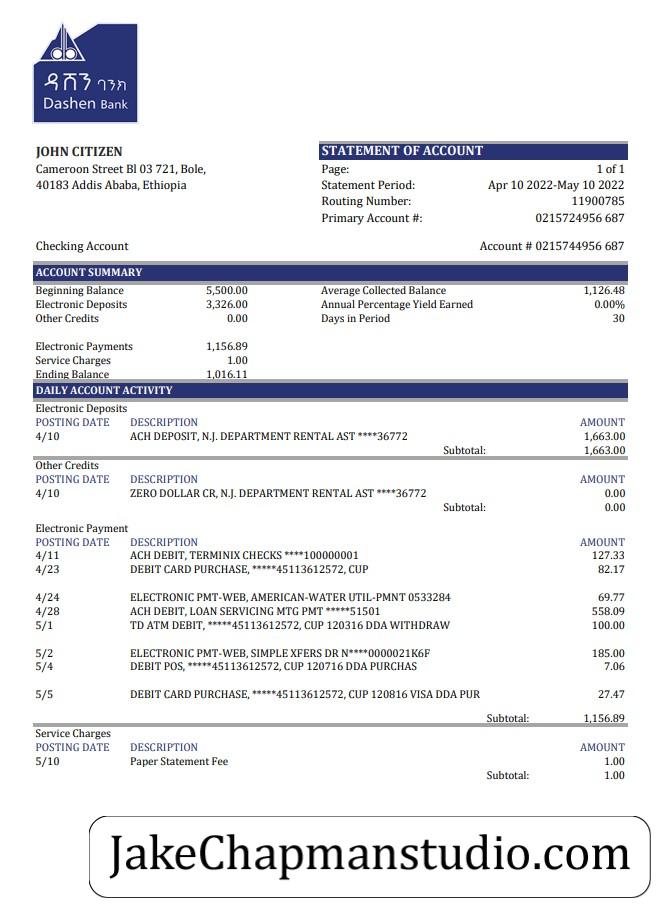 ዳሸን ባንክ
Dashen Bank
JOHN CITIZEN
Cameroon Street Bl 03 721, Bole,
40183 Addis Ababa, Ethiopia
STATEMENT OF ACCOUNT
Page: 1 of 1
Statement Period: Apr 10 2022-May 10 2022
Routing Number: 11900785
Primary Account #: 0215724956 687
Checking Account Account # 0215744956 687
ACCOUNT SUMMARY
Beginning Balance 5,500.00 Average Collected Balance 1,126.48
Electronic Deposits 3,326.00 Annual Percentage Yield Earned 0.00%
Other Credits 0.00 Days in Period 30
Electronic Payments 1,156.89
Service Charges 1.00
Ending Balance 1,016.11
DAILY ACCOUNT ACTIVITY
Electronic Deposits
POSTING DATE DESCRIPTION AMOUNT
4/10 ACH DEPOSIT, N.J. DEPARTMENT RENTAL AST ****36772 1,663.00
Subtotal: 1,663.00
Other Credits
POSTING DATE DESCRIPTION AMOUNT
4/10 ZERO DOLLAR CR, N.J. DEPARTMENT RENTAL AST ****36772 0.00
Subtotal: 0.00
Electronic Payment
POSTING DATE DESCRIPTION AMOUNT
4/11 ACH DEBIT, TERMINIX CHECKS ****100000001 127.33
4/23 DEBIT CARD PURCHASE, *****45113612572, CUP 82.17
4/24 ELECTRONIC PMT-WEB, AMERICAN-WATER UTIL-PMNT 0533284 69.77
4/28 ACH DEBIT, LOAN SERVICING MTG PMT *****51501 558.09
5/1 TD ATM DEBIT, *****45113612572, CUP 120316 DDA WITHDRAW 100.00
5/2 ELECTRONIC PMT-WEB, SIMPLE XFERS DR N****0000021K6F 185.00
5/4 DEBIT POS, *****45113612572, CUP 120716 DDA PURCHAS 7.06
5/5 DEBIT CARD PURCHASE, *****45113612572, CUP 120816 VISA DDA PUR 27.47
Subtotal: 1,156.89
Service Charges
POSTING DATE DESCRIPTION AMOUNT
5/10 Paper Statement Fee 1.00
Subtotal: 1.00
JakeChapmanstudio.com